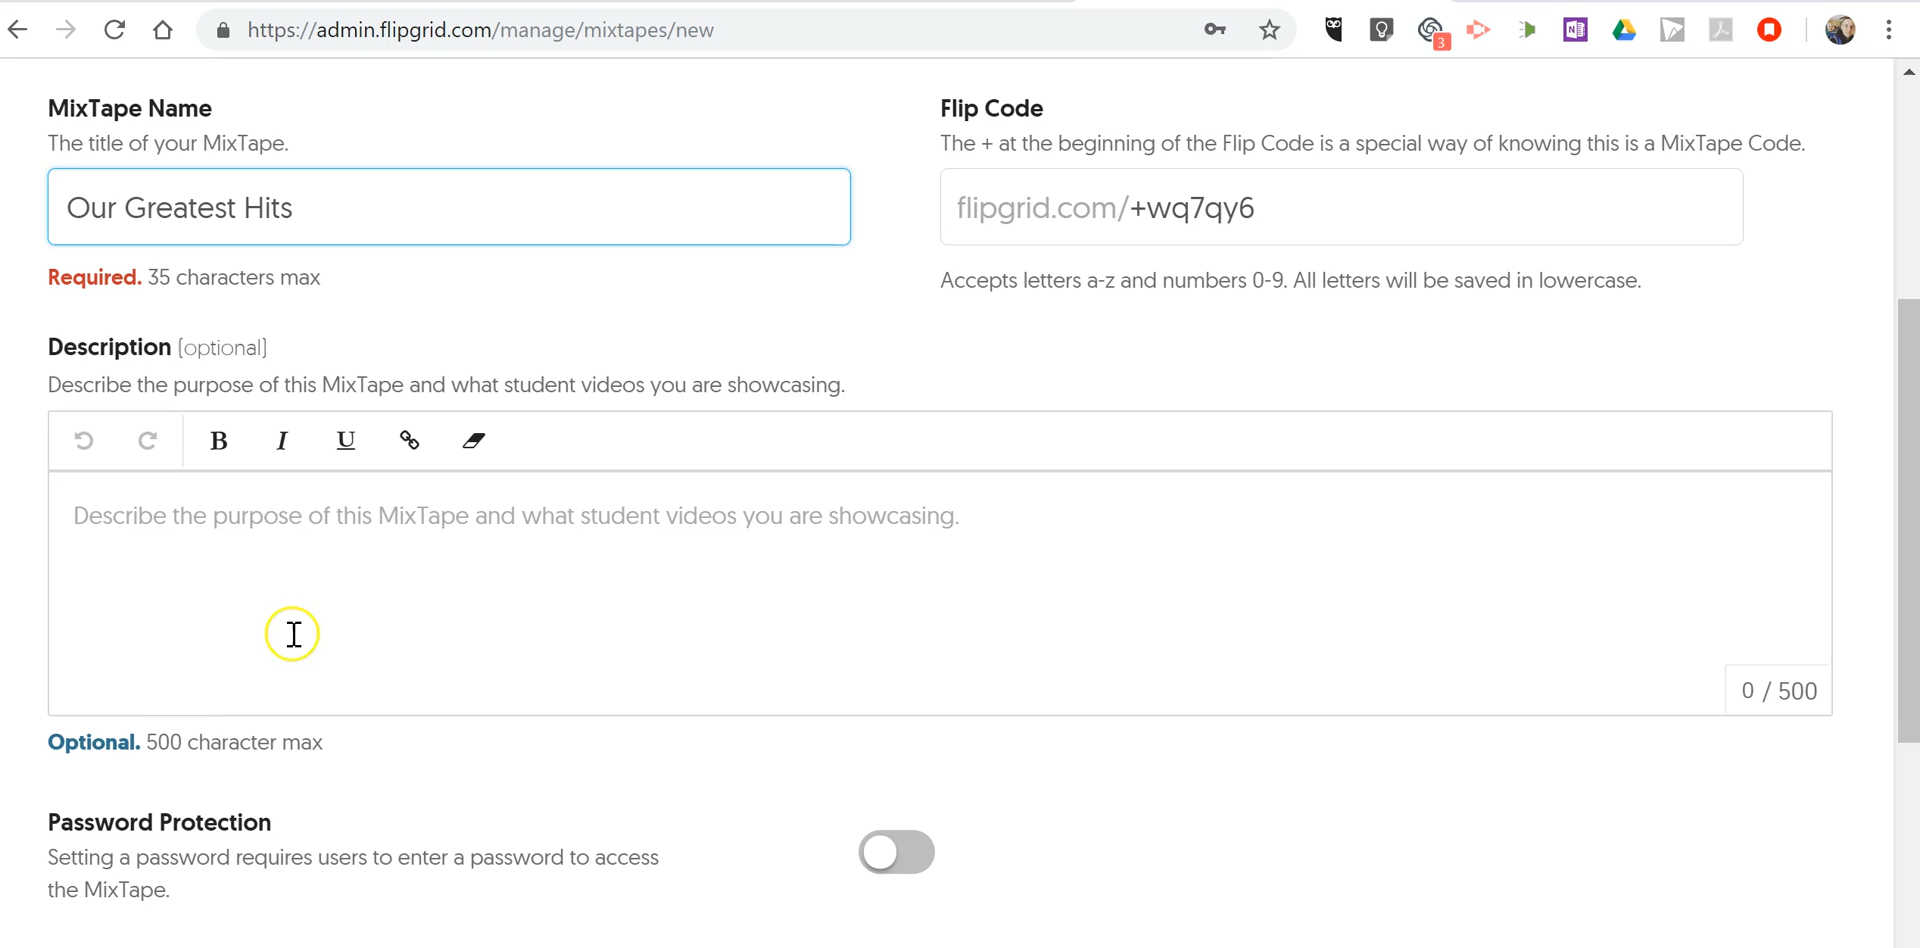 https://admin.flipgrid.com/manage/mixtapes/new
3
MixTape Name
The title of your MixTape.
Our Greatest Hits
Required. 35 characters max
Flip Code
The + at the beginning of the Flip Code is a special way of knowing this is a MixTape Code.
flipgrid.com/+wq7qy6
Accepts letters a-z and numbers 0-9. All letters will be saved in lowercase.
Description (optional)
Describe the purpose of this MixTape and what student videos you are showcasing.
B I U
Describe the purpose of this MixTape and what student videos you are showcasing.
0 / 500
Optional. 500 character max
Password Protection
Setting a password requires users to enter a password to access
the MixTape.